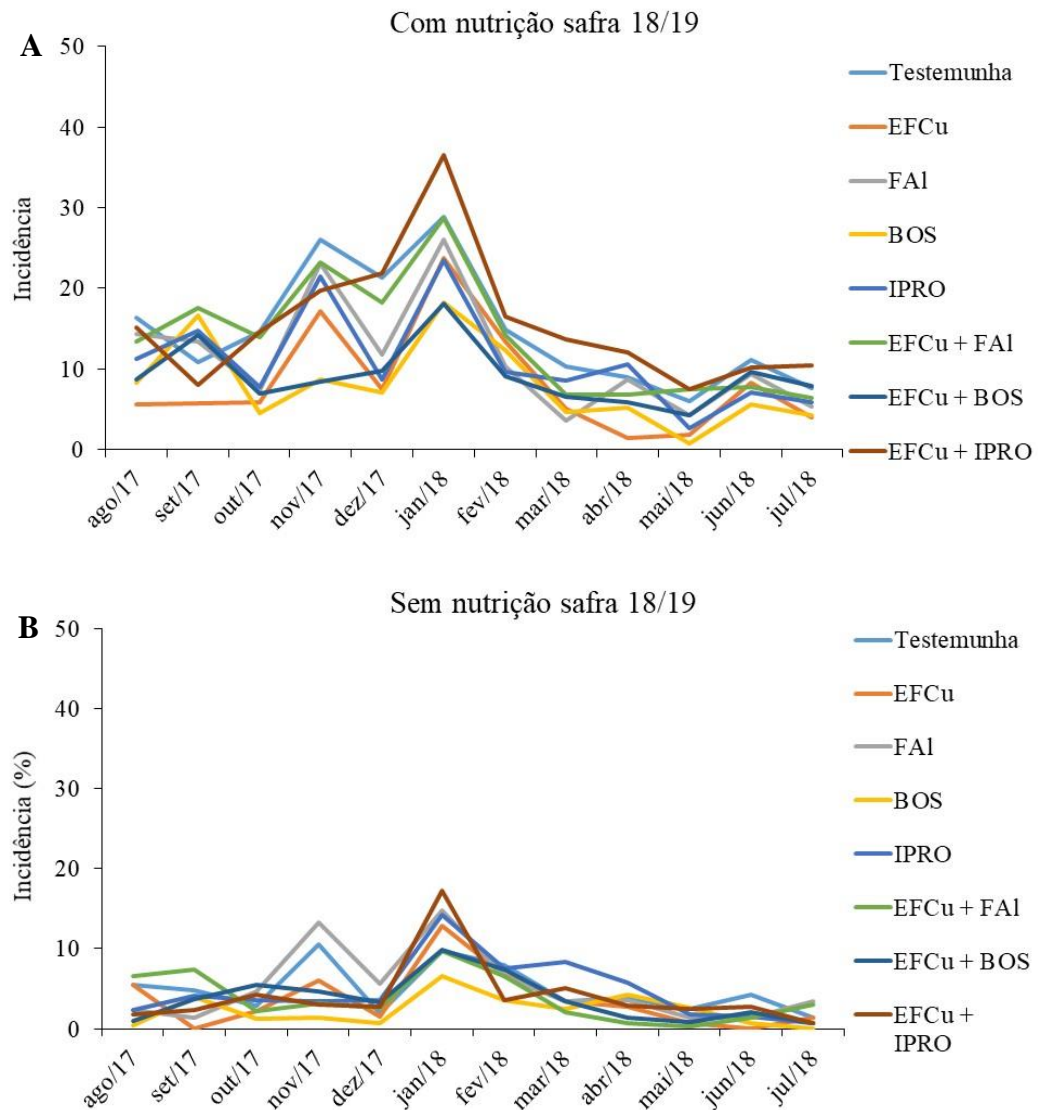 A
Com nutrição safra 18/19
50
40
30
20
10
0
Incidência
ago/17
set/17
out/17
nov/17
dez/17
jan/18
fev/18
mar/18
abr/18
mai/18
jun/18
jul/18
Testemunha
EFCu
FAl
BOS
IPRO
EFCu + FAl
EFCu + BOS
EFCu + IPRO
B
Sem nutrição safra 18/19
50
40
30
20
10
0
Incidência (%)
ago/17
set/17
out/17
nov/17
dez/17
jan/18
fev/18
mar/18
abr/18
mai/18
jun/18
jul/18
Testemunha
EFCu
FAl
BOS
IPRO
EFCu + FAl
EFCu + BOS
EFCu +
IPRO